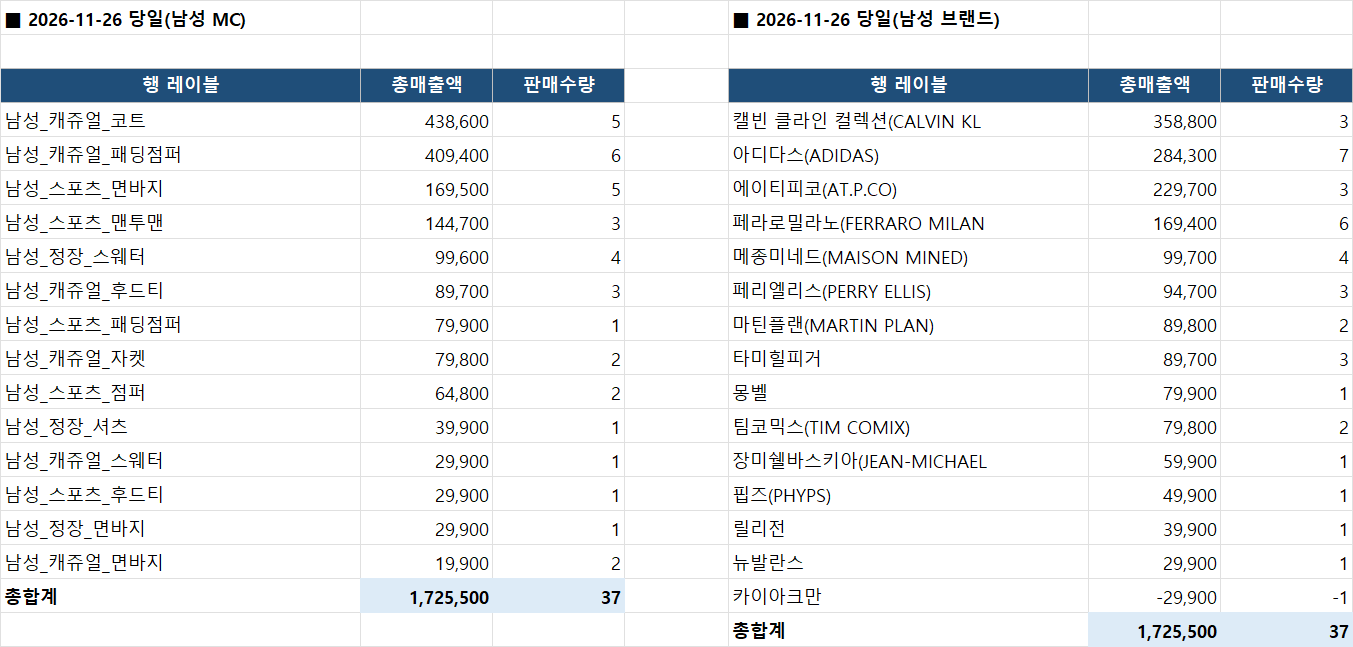 ■ 2026-11-26 당일(남성 MC)
행 레이블 총매출액 판매수량
남성_캐쥬얼_코트 438,600 5
남성_캐쥬얼_패딩점퍼 409,400 6
남성_스포츠_면바지 169,500 5
남성_스포츠_맨투맨 144,700 3
남성_정장_스웨터 99,600 4
남성_캐쥬얼_후드티 89,700 3
남성_스포츠_패딩점퍼 79,900 1
남성_캐쥬얼_자켓 79,800 2
남성_스포츠_점퍼 64,800 2
남성_정장_셔츠 39,900 1
남성_캐쥬얼_스웨터 29,900 1
남성_스포츠_후드티 29,900 1
남성_정장_면바지 29,900 1
남성_캐쥬얼_면바지 19,900 2
총합계 1,725,500 37
■ 2026-11-26 당일(남성 브랜드)
행 레이블 총매출액 판매수량
캘빈 클라인 컬렉션(CALVIN KL 358,800 3
아디다스(ADIDAS) 284,300 7
에이티피코(AT.P.CO) 229,700 3
페라로밀라노(FERRARO MILAN 169,400 6
메종미네드(MAISON MINED) 99,700 4
페리엘리스(PERRY ELLIS) 94,700 3
마틴플랜(MARTIN PLAN) 89,800 2
타미힐피거 89,700 3
몽벨 79,900 1
팀코믹스(TIM COMIX) 79,800 2
장미쉘바스키아(JEAN-MICHAEL 59,900 1
핍즈(PHYPS) 49,900 1
릴리전 39,900 1
뉴발란스 29,900 1
카이아크만 -29,900 -1
총합계 1,725,500 37